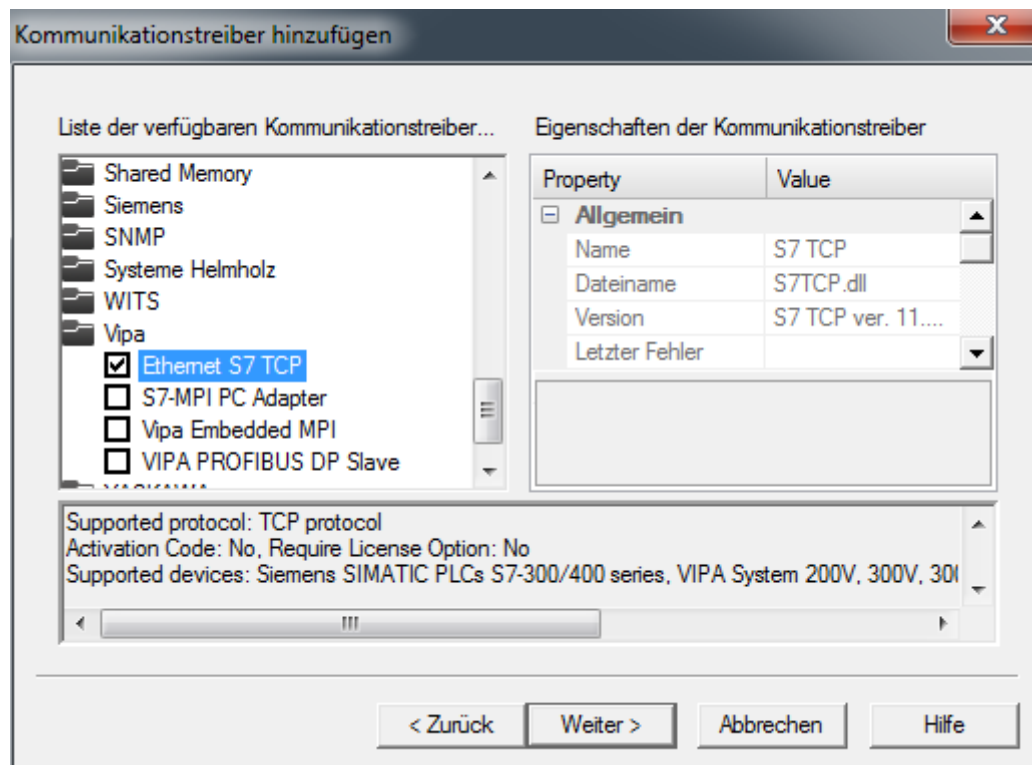 Kommunikationstreiber hinzufügen
Liste der verfügbaren Kommunikationstreiber...
Shared Memory
Siemens
SNMP
Systeme Helmholz
WITS
Vipa
Ethernet S7 TCP
S7-MPI PC Adapter
Vipa Embedded MPI
VIPA PROFIBUS DP Slave
Eigenschaften der Kommunikationstreiber
Property Value
Allgemein
Name S7 TCP
Dateiname S7TCP.dll
Version S7 TCP ver. 11....
Letzter Fehler
Supported protocol: TCP protocol
Activation Code: No, Require License Option: No
Supported devices: Siemens SIMATIC PLCs S7-300/400 series, VIPA System 200V, 300V,
< Zurück Weiter > Abbrechen Hilfe